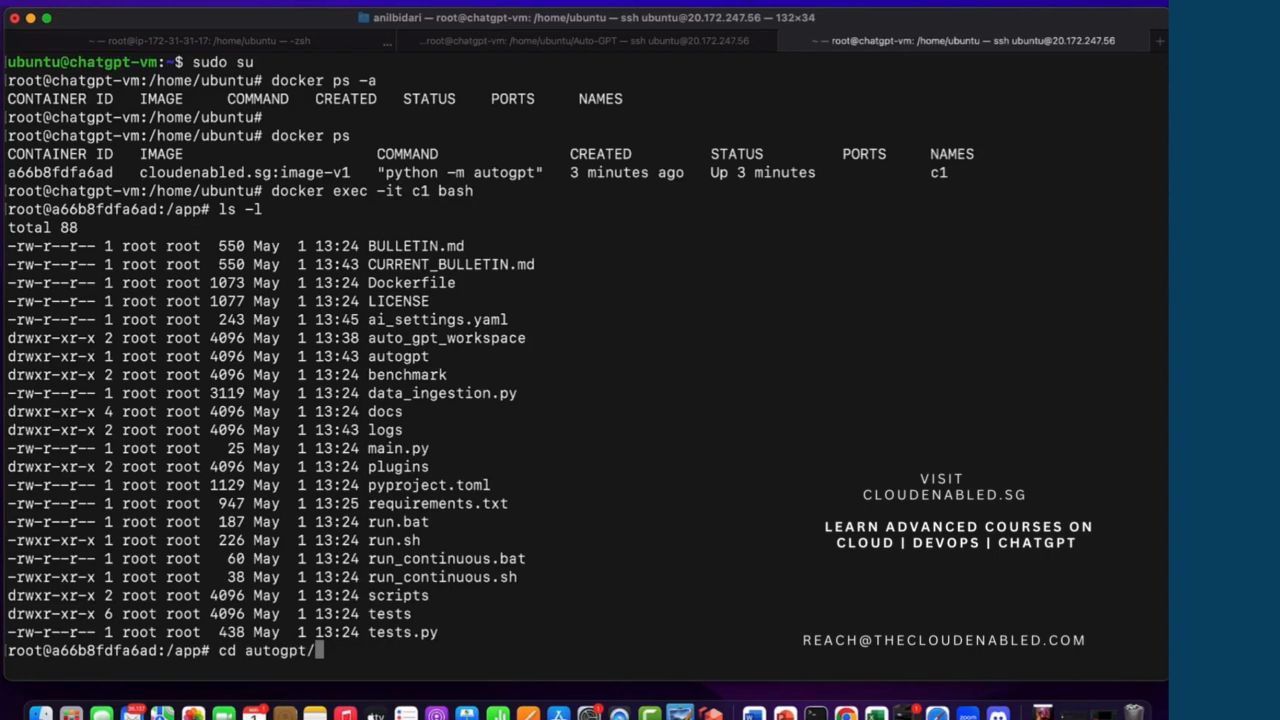 anilbidari — root@chatgpt-vm: /home/ubuntu — ssh ubuntu@20.172.247.56 — 132×34
~ — root@ip-172-31-31-17: /home/ubuntu — -zsh
...root@chatgpt-vm: /home/ubuntu/Auto-GPT — ssh ubuntu@20.172.247.56
~ — root@chatgpt-vm: /home/ubuntu — ssh ubuntu@20.172.247.56
ubuntu@chatgpt-vm:~$ sudo su
root@chatgpt-vm:/home/ubuntu# docker ps -a
CONTAINER ID   IMAGE     COMMAND   CREATED   STATUS    PORTS     NAMES
root@chatgpt-vm:/home/ubuntu#
root@chatgpt-vm:/home/ubuntu# docker ps
CONTAINER ID   IMAGE                      COMMAND               CREATED         STATUS         PORTS     NAMES
a66b8fdfa6ad   cloudenabled.sg:image-v1   "python -m autogpt"   3 minutes ago   Up 3 minutes             c1
root@chatgpt-vm:/home/ubuntu# docker exec -it c1 bash
root@a66b8fdfa6ad:/app# ls -l
total 88
-rw-r--r-- 1 root root  550 May  1 13:24 BULLETIN.md
-rw-r--r-- 1 root root  550 May  1 13:43 CURRENT_BULLETIN.md
-rw-r--r-- 1 root root 1073 May  1 13:24 Dockerfile
-rw-r--r-- 1 root root 1077 May  1 13:24 LICENSE
-rw-r--r-- 1 root root  243 May  1 13:45 ai_settings.yaml
drwxr-xr-x 2 root root 4096 May  1 13:38 auto_gpt_workspace
drwxr-xr-x 1 root root 4096 May  1 13:43 autogpt
drwxr-xr-x 2 root root 4096 May  1 13:24 benchmark
-rw-r--r-- 1 root root 3119 May  1 13:24 data_ingestion.py
drwxr-xr-x 4 root root 4096 May  1 13:24 docs
drwxr-xr-x 2 root root 4096 May  1 13:43 logs
-rw-r--r-- 1 root root   25 May  1 13:24 main.py
drwxr-xr-x 2 root root 4096 May  1 13:24 plugins
-rw-r--r-- 1 root root 1129 May  1 13:24 pyproject.toml
-rw-r--r-- 1 root root  947 May  1 13:25 requirements.txt
-rw-r--r-- 1 root root  187 May  1 13:24 run.bat
-rwxr-xr-x 1 root root  226 May  1 13:24 run.sh
-rw-r--r-- 1 root root   60 May  1 13:24 run_continuous.bat
-rwxr-xr-x 1 root root   38 May  1 13:24 run_continuous.sh
drwxr-xr-x 2 root root 4096 May  1 13:24 scripts
drwxr-xr-x 6 root root 4096 May  1 13:24 tests
-rw-r--r-- 1 root root  438 May  1 13:24 tests.py
root@a66b8fdfa6ad:/app# cd autogpt/
VISIT
CLOUDENABLED.SG
LEARN ADVANCED COURSES ON
CLOUD | DEVOPS | CHATGPT
REACH@THECLOUDENABLED.COM